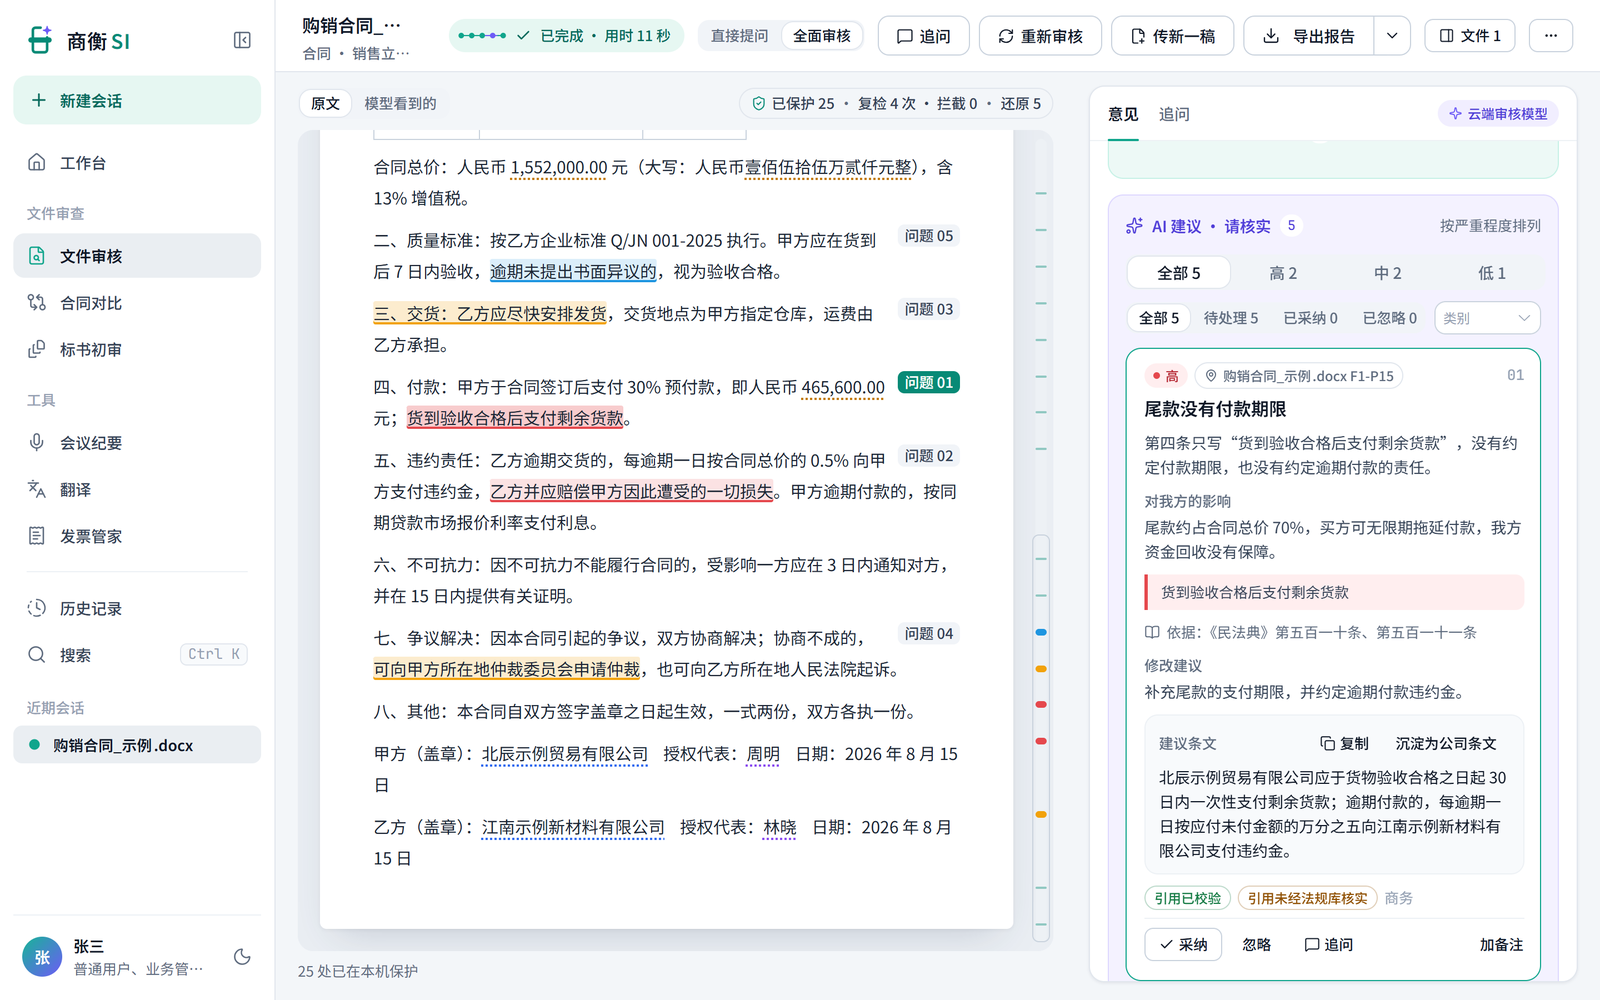 商衡 SI
新建会话
工作台
文件审查
文件审核
合同对比
标书初审
工具
会议纪要
翻译
发票管家
历史记录
搜索
Ctrl K
近期会话
购销合同_示例.docx
张
张三
普通用户、业务管…
购销合同_…
合同 · 销售立…
已完成 · 用时 11 秒
直接提问
全面审核
追问
重新审核
传新一稿
导出报告
文件 1
原文
模型看到的
已保护 25 · 复检 4 次 · 拦截 0 · 还原 5
合同总价：人民币 1,552,000.00 元（大写：人民币壹佰伍拾伍万贰仟元整），含
13% 增值税。
二、质量标准：按乙方企业标准 Q/JN 001-2025 执行。甲方应在货到
问题 05
后 7 日内验收，逾期未提出书面异议的，视为验收合格。
三、交货：乙方应尽快安排发货，交货地点为甲方指定仓库，运费由
问题 03
乙方承担。
四、付款：甲方于合同签订后支付 30% 预付款，即人民币 465,600.00
问题 01
元；货到验收合格后支付剩余货款。
五、违约责任：乙方逾期交货的，每逾期一日按合同总价的 0.5% 向甲
问题 02
方支付违约金，乙方并应赔偿甲方因此遭受的一切损失。甲方逾期付款的，按同
期贷款市场报价利率支付利息。
六、不可抗力：因不可抗力不能履行合同的，受影响一方应在 3 日内通知对方，
并在 15 日内提供有关证明。
七、争议解决：因本合同引起的争议，双方协商解决；协商不成的，
问题 04
可向甲方所在地仲裁委员会申请仲裁，也可向乙方所在地人民法院起诉。
八、其他：本合同自双方签字盖章之日起生效，一式两份，双方各执一份。
甲方（盖章）：北辰示例贸易有限公司 授权代表：周明 日期：2026 年 8 月 15
日
乙方（盖章）：江南示例新材料有限公司 授权代表：林晓 日期：2026 年 8 月
15 日
25 处已在本机保护
意见
追问
云端审核模型
AI 建议 · 请核实 5
按严重程度排列
全部 5
高 2
中 2
低 1
全部 5
待处理 5
已采纳 0
已忽略 0
类别
高
购销合同_示例.docx F1-P15
01
尾款没有付款期限
第四条只写“货到验收合格后支付剩余货款”，没有约
定付款期限，也没有约定逾期付款的责任。
对我方的影响
尾款约占合同总价 70%，买方可无限期拖延付款，我方
资金回收没有保障。
货到验收合格后支付剩余货款
依据：《民法典》第五百一十条、第五百一十一条
修改建议
补充尾款的支付期限，并约定逾期付款违约金。
建议条文
复制
沉淀为公司条文
北辰示例贸易有限公司应于货物验收合格之日起 30
日内一次性支付剩余货款；逾期付款的，每逾期一
日按应付未付金额的万分之五向江南示例新材料有
限公司支付违约金。
引用已校验
引用未经法规库核实
商务
采纳
忽略
追问
加备注